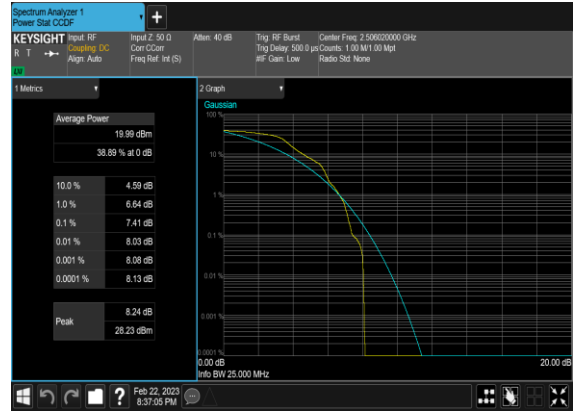 Spectrum Analyzer 1
Power Stat CCDF
KEYSIGHT
R T
LXI
Input: RF
Coupling: DC
Align: Auto
Input Z: 50 Ω
Corr CCorr
Freq Ref: Int (S)
Atten: 40 dB
Trig: RF Burst
Trig Delay: 500.0 µs
#IF Gain: Low
Center Freq: 2.506020000 GHz
Counts: 1.00 M/1.00 Mpt
Radio Std: None
1 Metrics
Average Power
19.99 dBm
38.89 % at 0 dB
10.0 % 4.59 dB
1.0 % 6.64 dB
0.1 % 7.41 dB
0.01 % 8.03 dB
0.001 % 8.08 dB
0.0001 % 8.13 dB
Peak
8.24 dB
28.23 dBm
2 Graph
Gaussian
100 %
10 %
1 %
0.1 %
0.01 %
0.001 %
0.0001 %
0.00 dB 20.00 dB
Info BW 25.000 MHz
Feb 22, 2023
8:37:05 PM